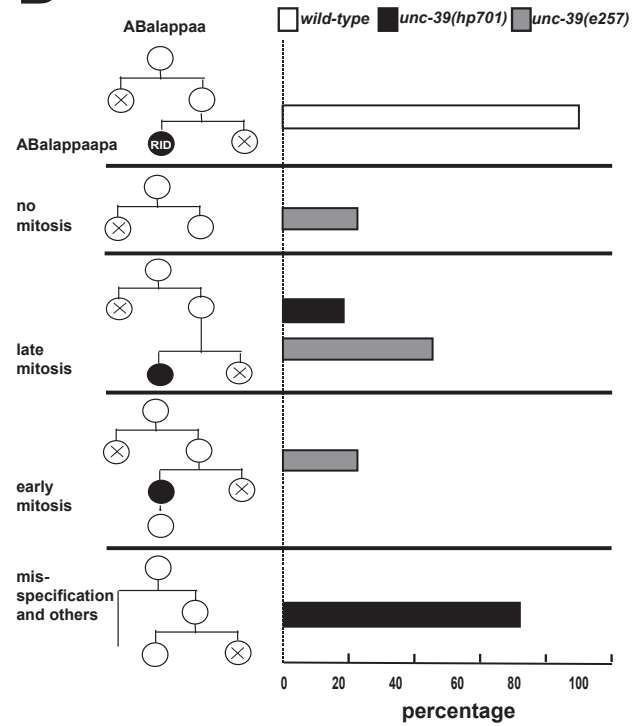 ABalappaa
wild-type unc-39(hp701) unc-39(e257)
RID
ABalappaapa
no
mitosis
late
mitosis
early
mitosis
mis-
specification
and others
0 20 40 60 80 100
percentage